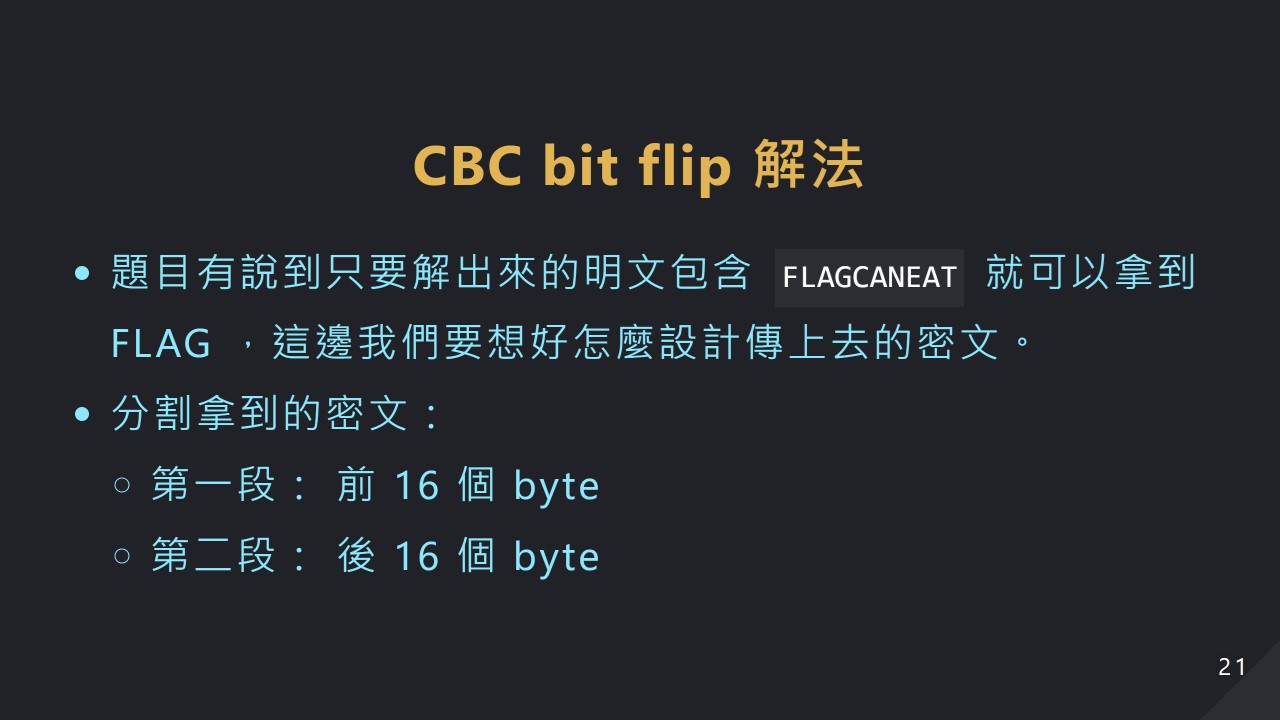 CBC bit flip 解法
題目有說到只要解出來的明文包含 FLAGCANEAT 就可以拿到
FLAG ，這邊我們要想好怎麼設計傳上去的密文。
分割拿到的密文：
第一段： 前 16 個 byte
第二段： 後 16 個 byte
21